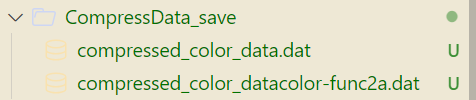 CompressData_save
compressed_color_data.dat U
compressed_color_datacolor-func2a.dat U